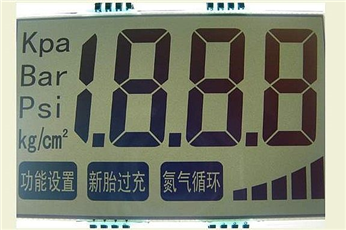 Kpa
Bar
Psi
kg/cm²
1.8.8.8
功能设置 新胎过充 氮气循环